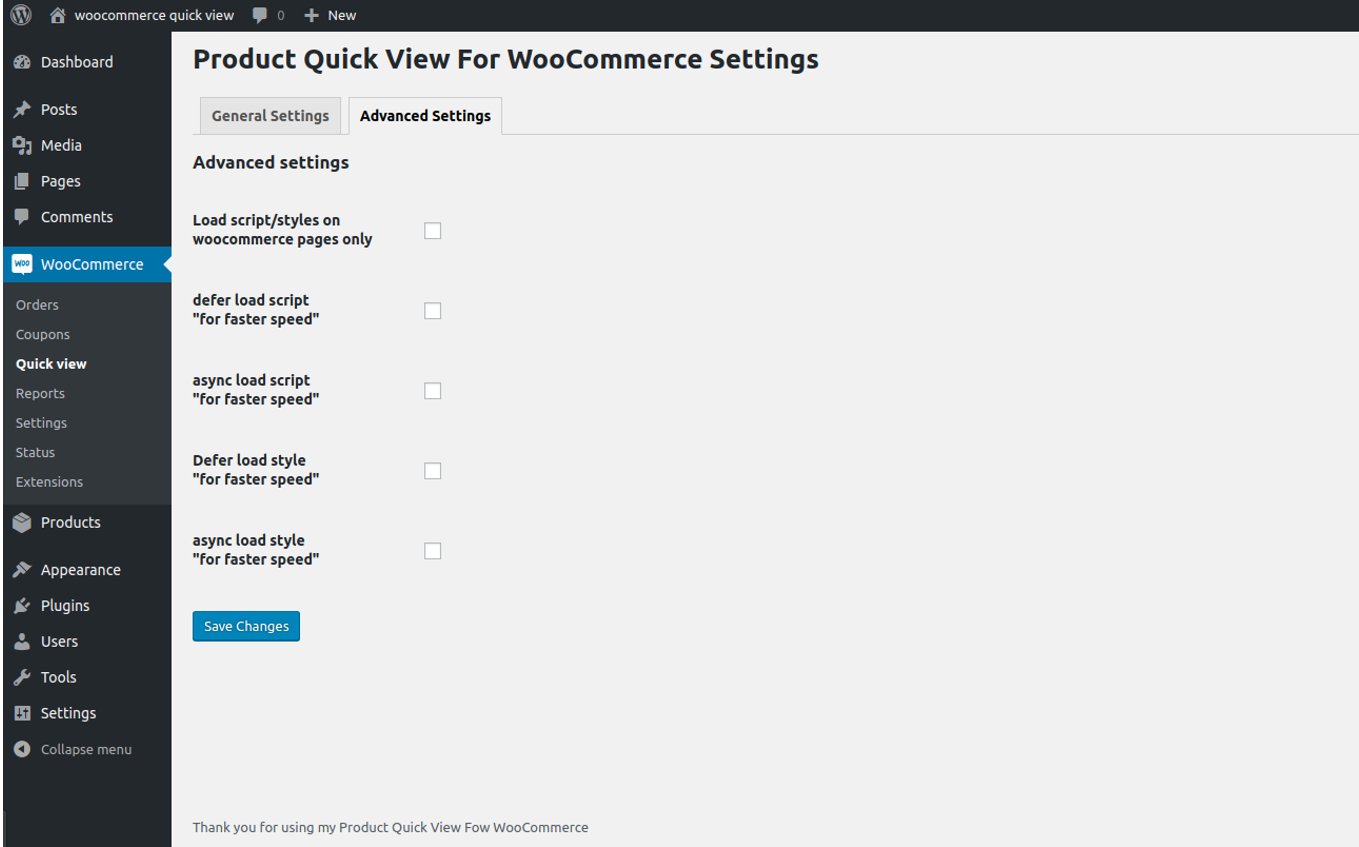 woocommerce quick view 0 New
Dashboard
Posts
Media
Pages
Comments
Woo WooCommerce
Orders
Coupons
Quick view
Reports
Settings
Status
Extensions
Products
Appearance
Plugins
Users
Tools
Settings
Collapse menu
Product Quick View For WooCommerce Settings
General Settings Advanced Settings
Advanced settings
Load script/styles on
woocommerce pages only
defer load script
"for faster speed"
async load script
"for faster speed"
Defer load style
"for faster speed"
async load style
"for faster speed"
Save Changes
Thank you for using my Product Quick View Fow WooCommerce